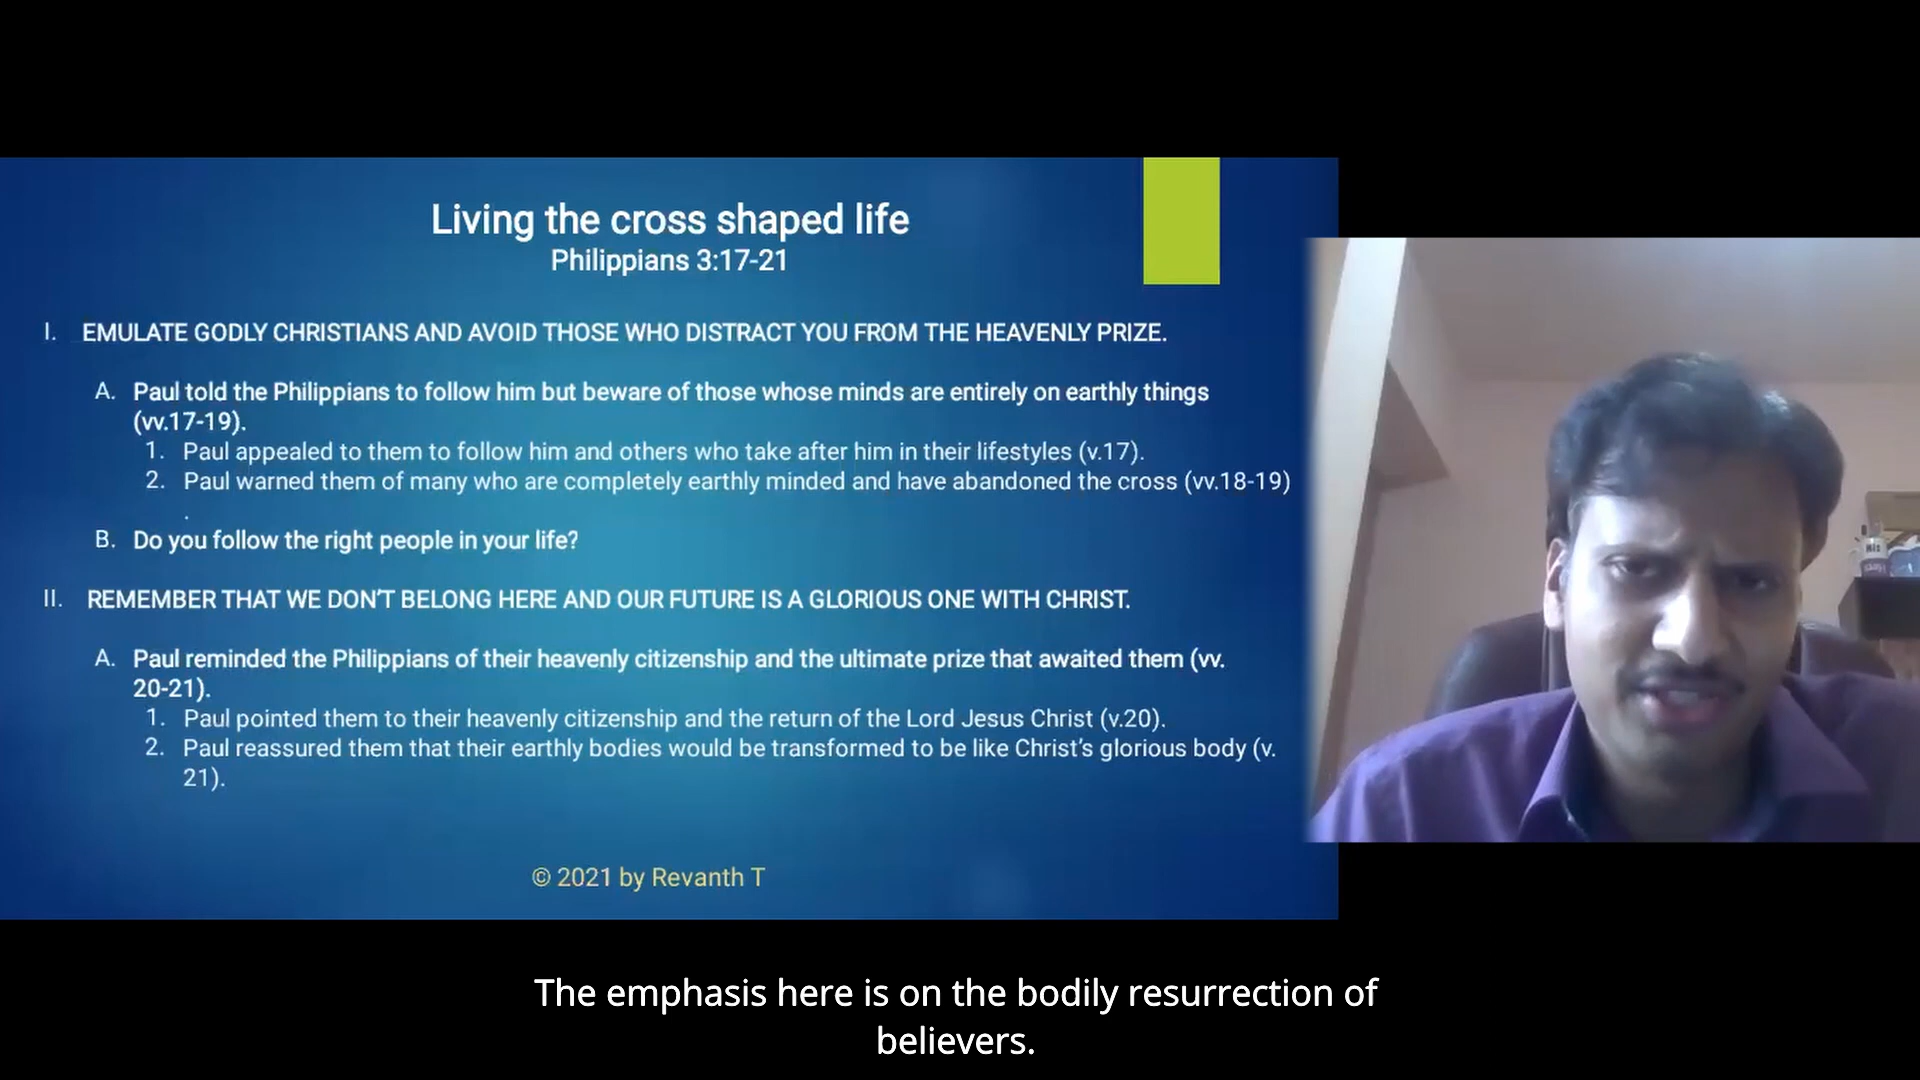 Living the cross shaped life
Philippians 3:17-21
I. EMULATE GODLY CHRISTIANS AND AVOID THOSE WHO DISTRACT YOU FROM THE HEAVENLY PRIZE.
A. Paul told the Philippians to follow him but beware of those whose minds are entirely on earthly things
(vv.17-19).
1. Paul appealed to them to follow him and others who take after him in their lifestyles (v.17).
2. Paul warned them of many who are completely earthly minded and have abandoned the cross (vv.18-19)
.
B. Do you follow the right people in your life?
II. REMEMBER THAT WE DON'T BELONG HERE AND OUR FUTURE IS A GLORIOUS ONE WITH CHRIST.
A. Paul reminded the Philippians of their heavenly citizenship and the ultimate prize that awaited them (vv.
20-21).
1. Paul pointed them to their heavenly citizenship and the return of the Lord Jesus Christ (v.20).
2. Paul reassured them that their earthly bodies would be transformed to be like Christ's glorious body (v.
21).
© 2021 by Revanth T
The emphasis here is on the bodily resurrection of
believers.